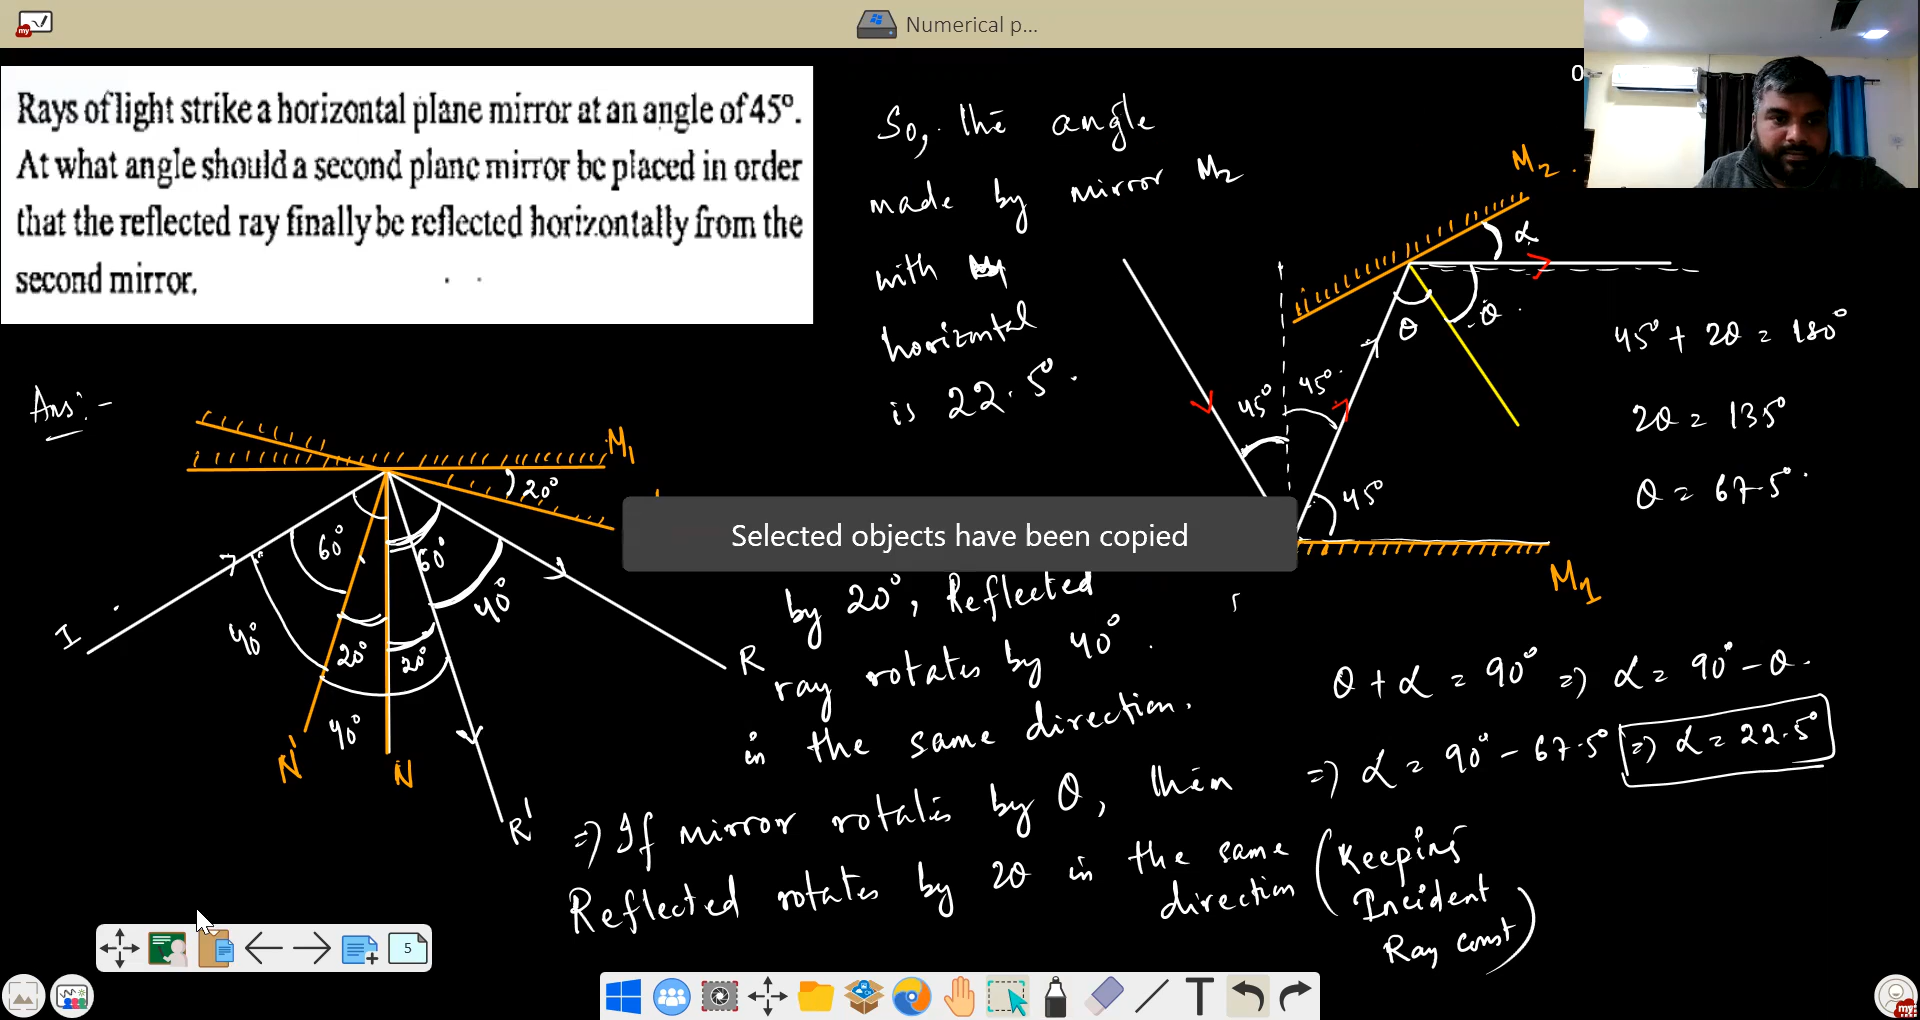 Numerical p...
Rays of light strike a horizontal plane mirror at an angle of 45°.
At what angle should a second plane mirror be placed in order
that the reflected ray finally be reflected horizontally from the
second mirror.
Ans:-
M1
20°
60°
60°
40°
40°
20°
20°
40°
I
N'
N
R
R'
So, the angle
made by mirror M2
with
horizontal
is 22.5°.
M2
α
θ
θ
45°
45°
45°
M1
45° + 2θ = 180°
2θ = 135°
θ = 67.5°
Selected objects have been copied
by 20°, Reflected
ray rotates by 40°.
in the same direction.
=) If mirror rotates by θ, then
Reflected rotates by 2θ in the same
direction (Keeping
Incident
Ray const)
θ + α = 90° =) α = 90° - θ.
=) α = 90° - 67.5° =) α = 22.5°
5
T